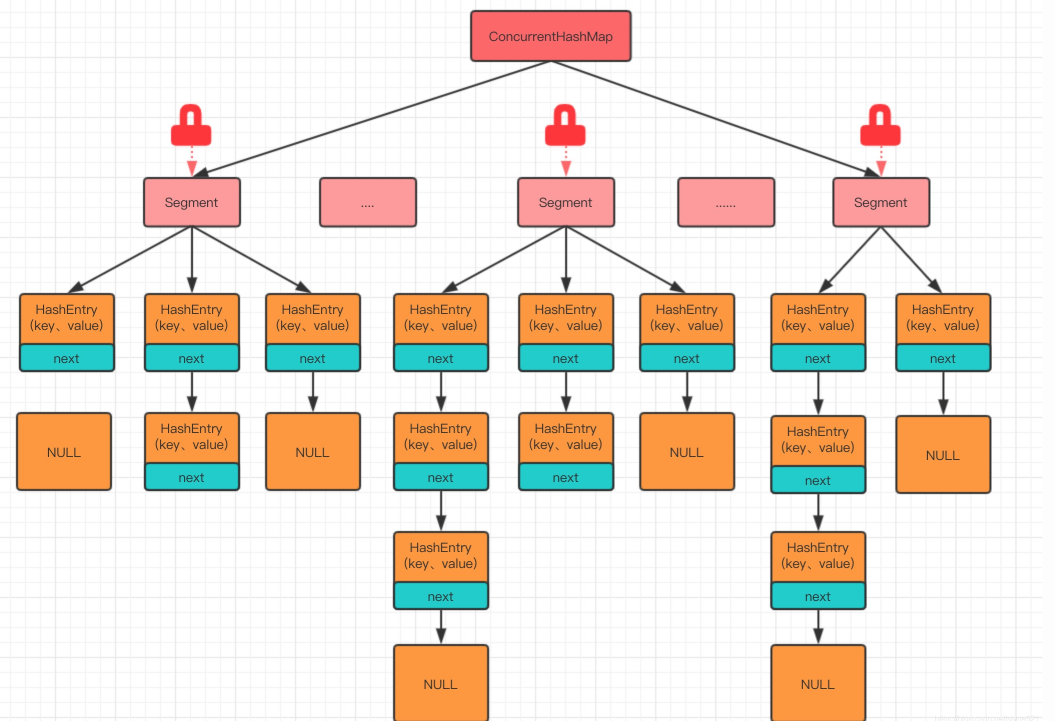 ConcurrentHashMap
Segment
....
Segment
......
Segment
HashEntry
(key、value)
next
HashEntry
(key、value)
next
HashEntry
(key、value)
next
HashEntry
(key、value)
next
HashEntry
(key、value)
next
HashEntry
(key、value)
next
HashEntry
(key、value)
next
HashEntry
(key、value)
next
NULL
HashEntry
(key、value)
next
NULL
HashEntry
(key、value)
next
HashEntry
(key、value)
next
NULL
HashEntry
(key、value)
next
NULL
HashEntry
(key、value)
next
HashEntry
(key、value)
next
NULL
NULL